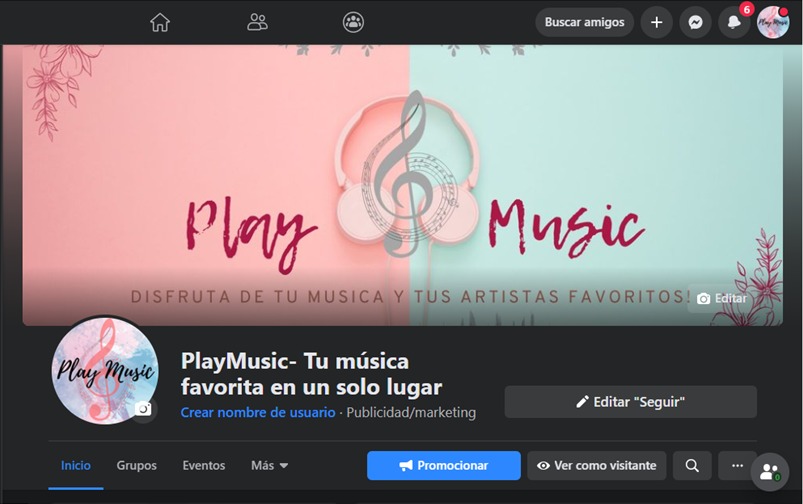 Buscar amigos
6
Play Music
Play Music
DISFRUTA DE TU MUSICA Y TUS ARTISTAS FAVORITOS!
Editar
Play Music
PlayMusic- Tu música
favorita en un solo lugar
Crear nombre de usuario · Publicidad/marketing
Editar "Seguir"
Inicio Grupos Eventos Más
Promocionar
Ver como visitante
0